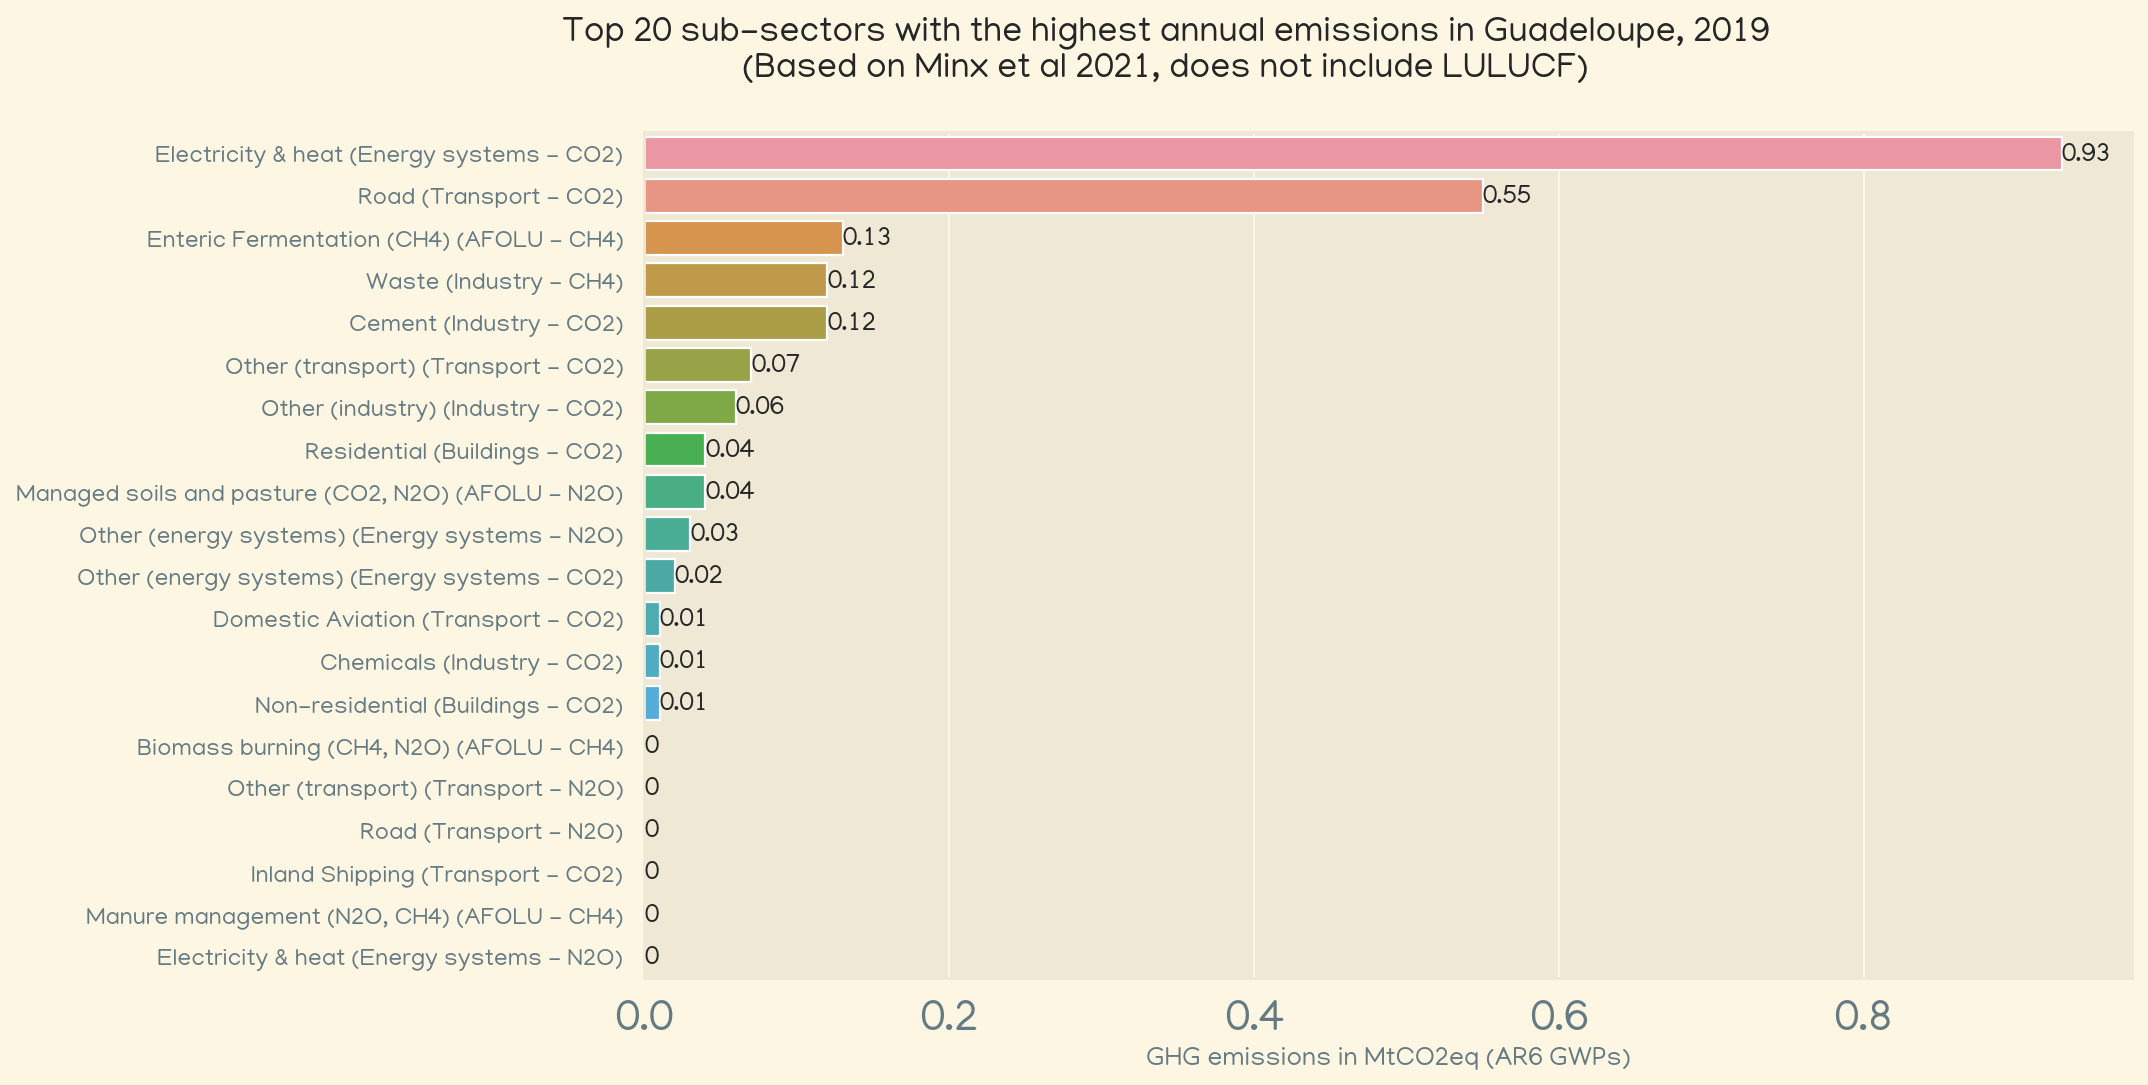 Top 20 sub-sectors with the highest annual emissions in Guadeloupe, 2019
(Based on Minx et al 2021, does not include LULUCF)
Electricity & heat (Energy systems - CO2) 0.93
Road (Transport - CO2) 0.55
Enteric Fermentation (CH4) (AFOLU - CH4) 0.13
Waste (Industry - CH4) 0.12
Cement (Industry - CO2) 0.12
Other (transport) (Transport - CO2) 0.07
Other (industry) (Industry - CO2) 0.06
Residential (Buildings - CO2) 0.04
Managed soils and pasture (CO2, N2O) (AFOLU - N2O) 0.04
Other (energy systems) (Energy systems - N2O) 0.03
Other (energy systems) (Energy systems - CO2) 0.02
Domestic Aviation (Transport - CO2) 0.01
Chemicals (Industry - CO2) 0.01
Non-residential (Buildings - CO2) 0.01
Biomass burning (CH4, N2O) (AFOLU - CH4) 0
Other (transport) (Transport - N2O) 0
Road (Transport - N2O) 0
Inland Shipping (Transport - CO2) 0
Manure management (N2O, CH4) (AFOLU - CH4) 0
Electricity & heat (Energy systems - N2O) 0
0.0 0.2 0.4 0.6 0.8
GHG emissions in MtCO2eq (AR6 GWPs)